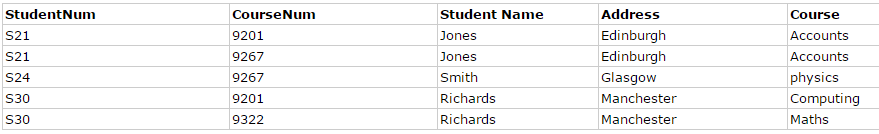 StudentNum CourseNum Student Name Address Course
S21 9201 Jones Edinburgh Accounts
S21 9267 Jones Edinburgh Accounts
S24 9267 Smith Glasgow physics
S30 9201 Richards Manchester Computing
S30 9322 Richards Manchester Maths